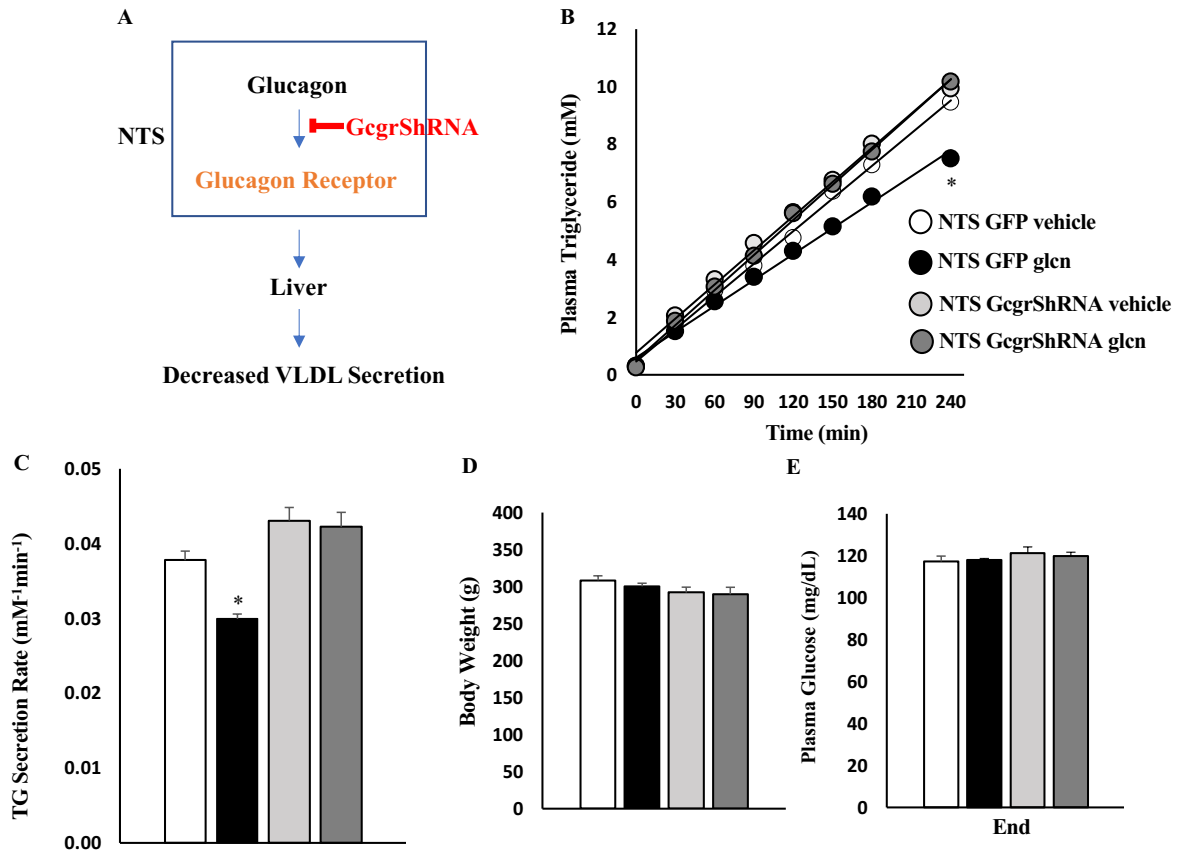 A
Glucagon
NTS
GcgrShRNA
Glucagon Receptor
Liver
Decreased VLDL Secretion
B
Plasma Triglyceride (mM)
12
10
8
6
4
2
0
0 30 60 90 120 150 180 210 240
Time (min)
*
NTS GFP vehicle
NTS GFP glcn
NTS GcgrShRNA vehicle
NTS GcgrShRNA glcn
C
TG Secretion Rate (mM⁻¹min⁻¹)
0.05
0.04
0.03
0.02
0.01
0.00
*
D
Body Weight (g)
400
350
300
250
200
150
100
50
0
E
Plasma Glucose (mg/dL)
140
120
100
80
60
40
20
0
End